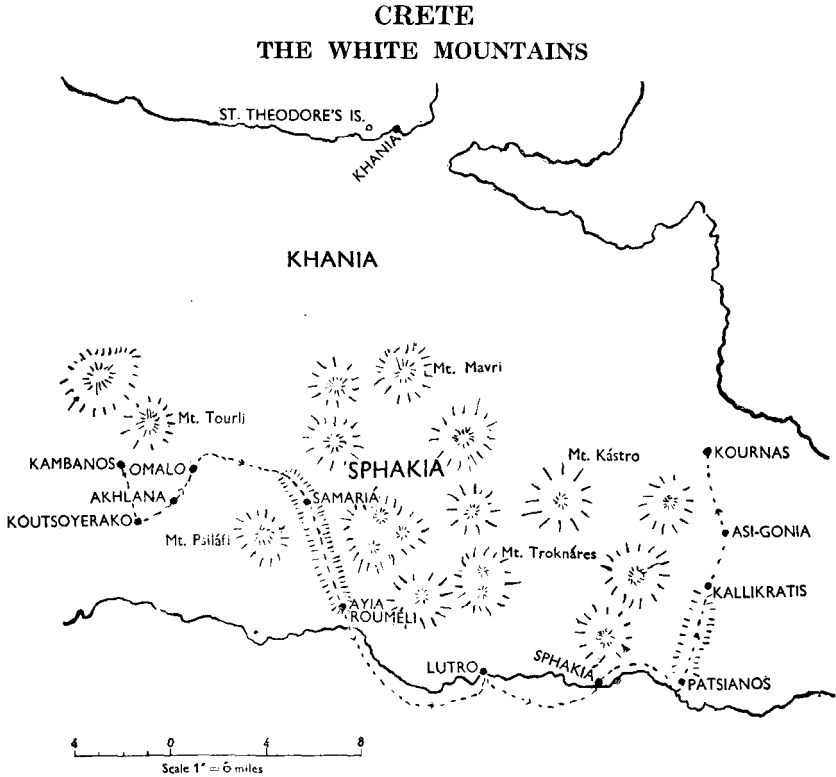 CRETE
THE WHITE MOUNTAINS
ST. THEODORE'S IS.
KHANIA
KHANIA
Mt. Mavri
Mt. Tourli
KAMBANOS
OMALO
SPHAKIA
Mt. Kástro
KOURNAS
AKHLANA
SAMARIA
KOUTSOYERAKO
Mt. Psiláfi
ASI-GONIA
Mt. Troknáres
KALLIKRATIS
AYIA
ROUMELI
LUTRO
SPHAKIA
PATSIANOS
4 0 4 8
Scale 1" = 6 miles